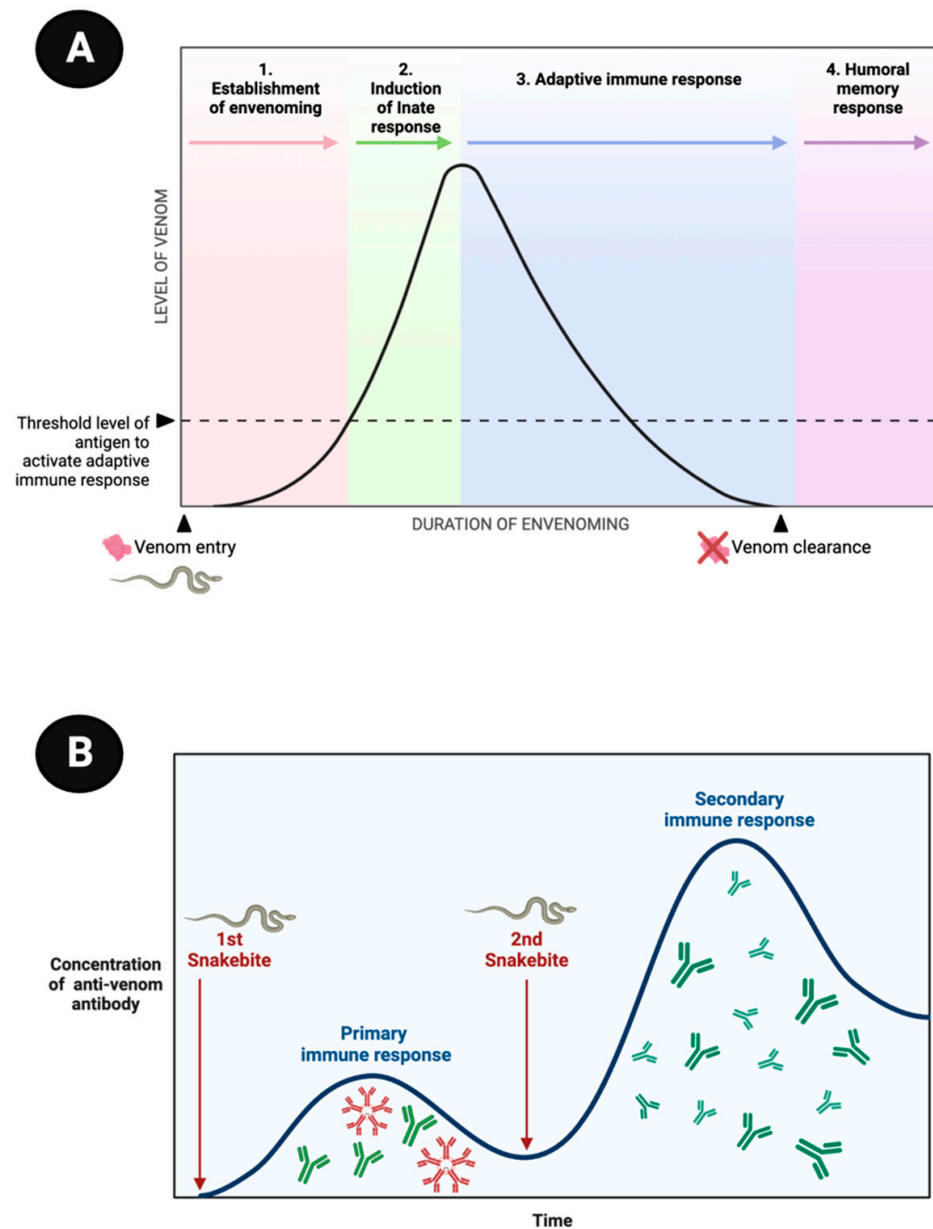 A
1.
Establishment
of envenoming
2.
Induction
of Inate
response
3. Adaptive immune response
4. Humoral
memory
response
LEVEL OF VENOM
Threshold level of
antigen to
activate adaptive
immune response
DURATION OF ENVENOMING
Venom entry
Venom clearance
B
Secondary
immune response
1st
Snakebite
2nd
Snakebite
Concentration
of anti-venom
antibody
Primary
immune response
Time